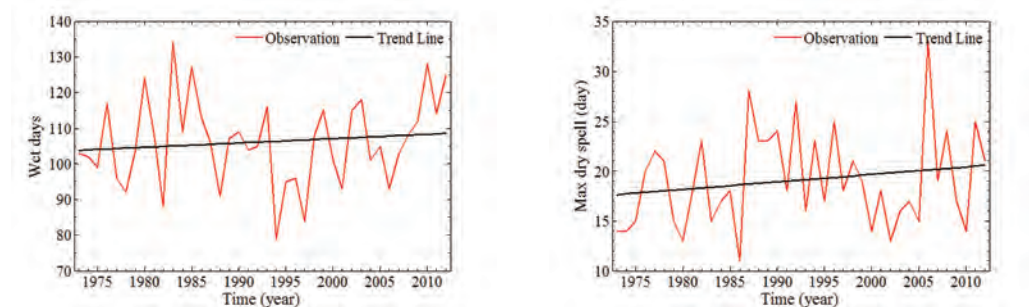 140
130
120
110
100
90
80
70
Wet days
Observation Trend Line
1975 1980 1985 1990 1995 2000 2005 2010
Time (year)
35
30
25
20
15
10
Max dry spell (day)
Observation Trend Line
1975 1980 1985 1990 1995 2000 2005 2010
Time (year)